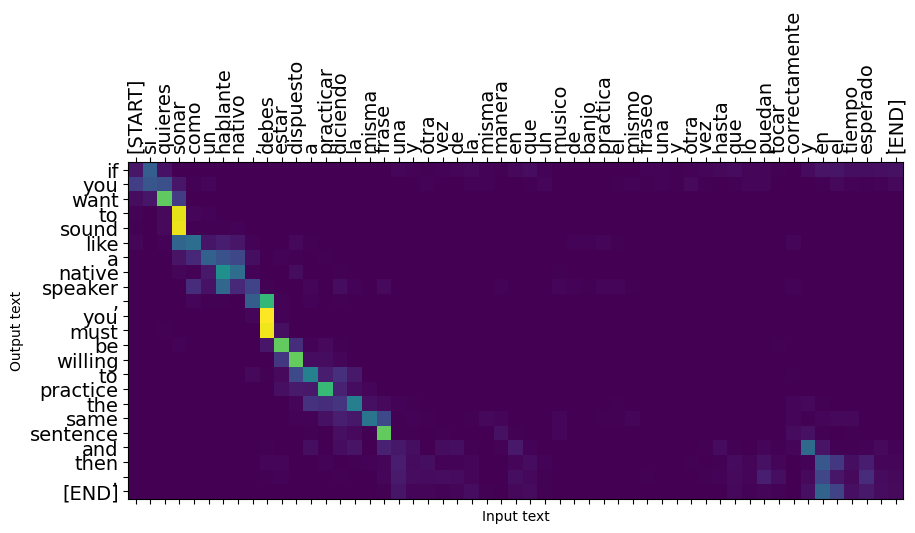 [START]
si
quieres
sonar
como
un
hablante
nativo
,
debes
estar
dispuesto
a
practicar
diciendo
la
misma
frase
una
y
otra
vez
de
la
misma
manera
en
que
un
musico
de
banjo
practica
el
mismo
fraseo
una
y
otra
vez
hasta
que
lo
puedan
tocar
correctamente
y
en
el
tiempo
esperado
.
[END]
if
you
want
to
sound
like
a
native
speaker
,
you
must
be
willing
to
practice
the
same
sentence
and
then
.
[END]
Output text
Input text